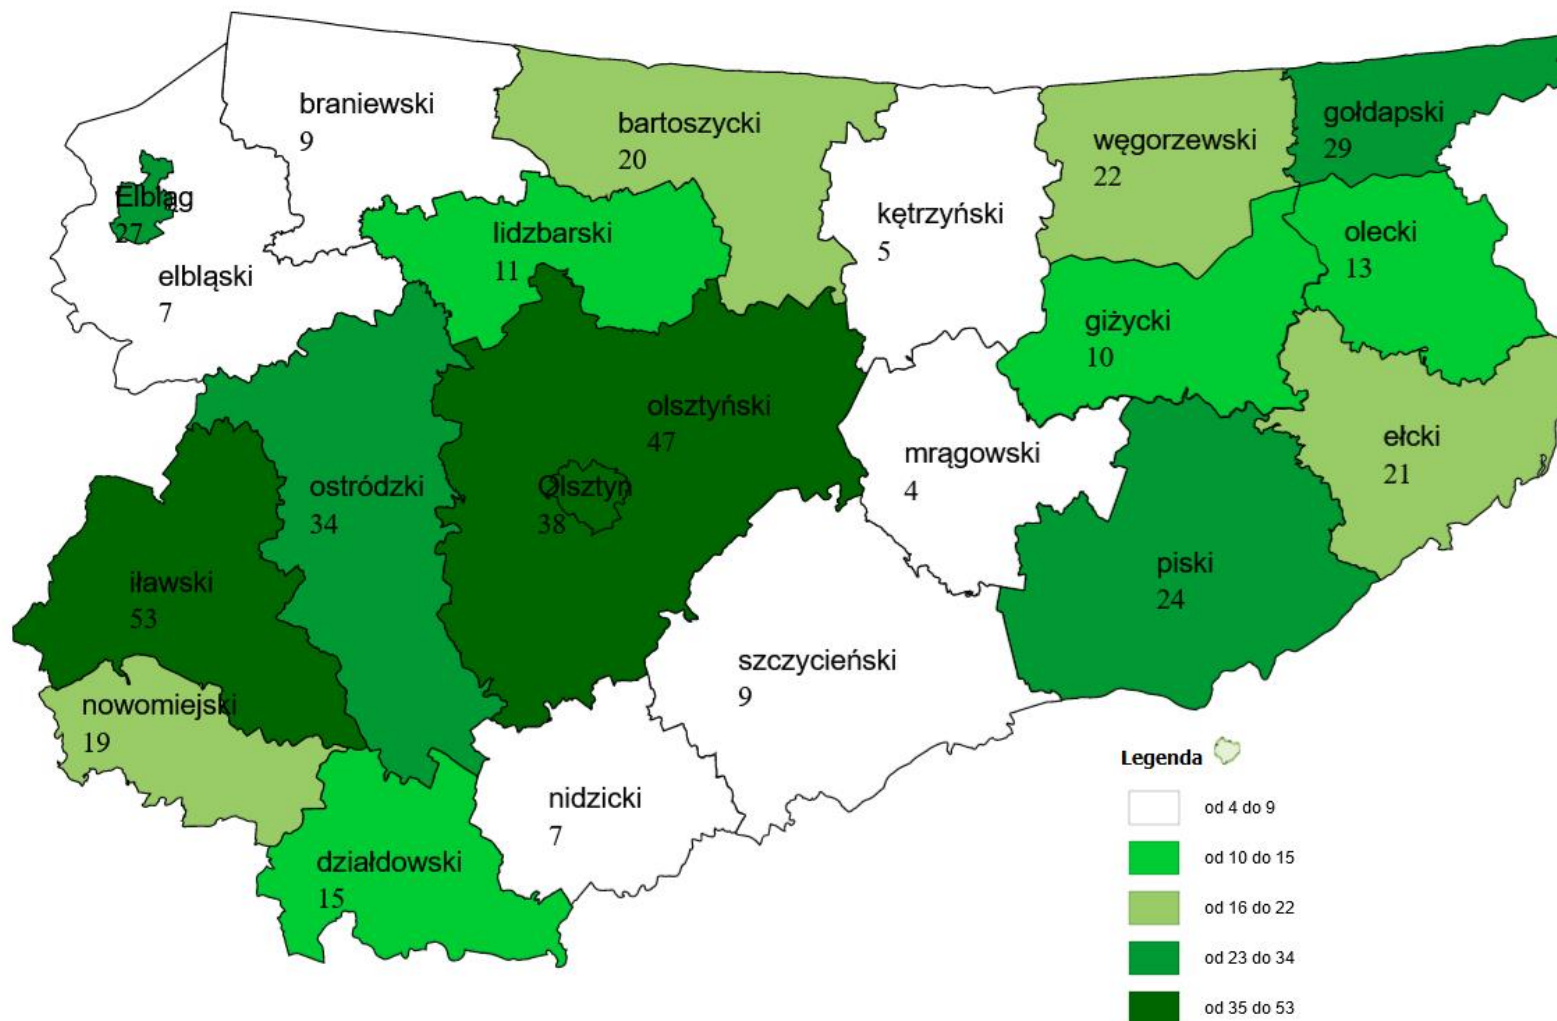 braniewski
9
bartoszycki
20
węgorzewski
22
gołdapski
29
Elbląg
27
kętrzyński
5
lidzbarski
11
olecki
13
elbląski
7
giżycki
10
olsztyński
47
ełcki
21
mrągowski
4
ostródzki
34
Olsztyn
38
iławski
53
piski
24
szczycieński
9
nowomiejski
19
nidzicki
7
działdowski
15
Legenda
od 4 do 9
od 10 do 15
od 16 do 22
od 23 do 34
od 35 do 53